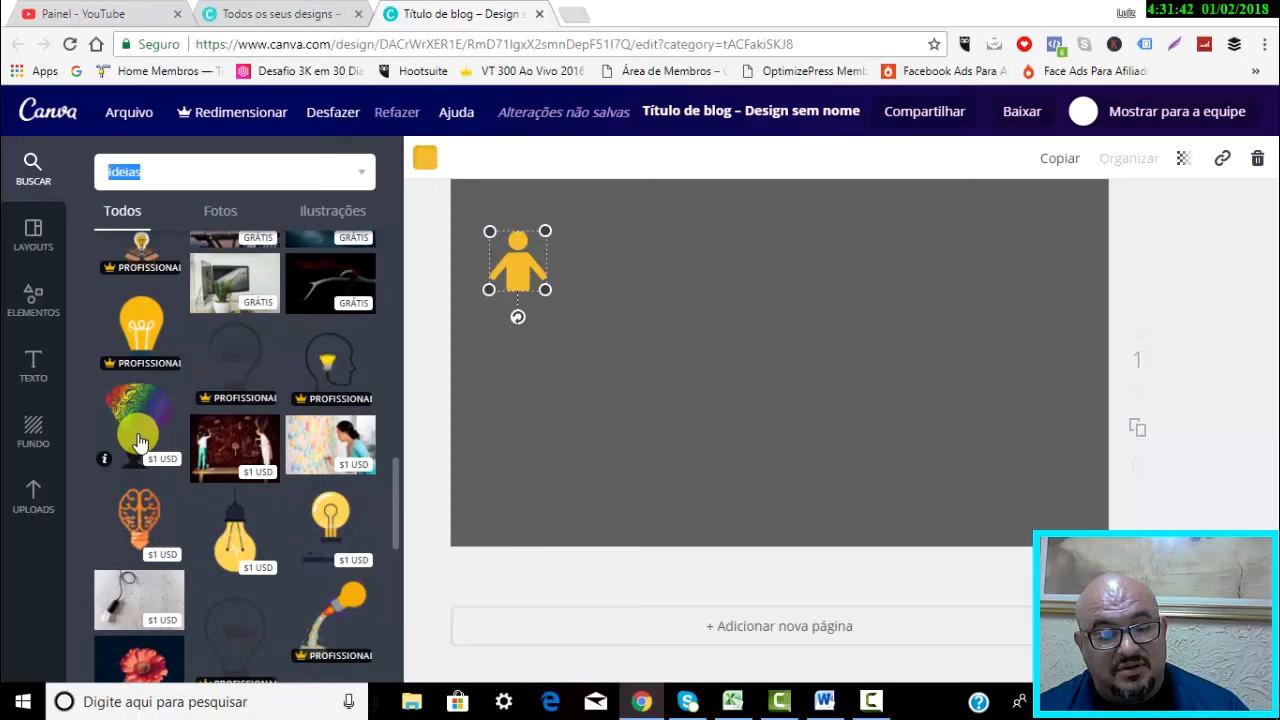 Painel - YouTube
Todos os seus designs –
Título de blog – Design s
Luiz
4:31:42 01/02/2018
Seguro
https://www.canva.com/design/DACrWrXER1E/RmD71IgxX2smnDepF51I7Q/edit?category=tACFakiSKJ8
Apps
Home Membros — T
Desafio 3K em 30 Dia
Hootsuite
VT 300 Ao Vivo 2016
Área de Membros –
OptimizePress Memb
Facebook Ads Para A
Face Ads Para Afiliad
»
Canva
Arquivo
Redimensionar
Desfazer
Refazer
Ajuda
Alterações não salvas
Título de blog – Design sem nome
Compartilhar
Baixar
Mostrar para a equipe
BUSCAR
LAYOUTS
ELEMENTOS
TEXTO
FUNDO
UPLOADS
ideias
Todos
Fotos
Ilustrações
GRÁTIS
GRÁTIS
PROFISSIONAL
GRÁTIS
GRÁTIS
PROFISSIONAL
PROFISSIONAL
PROFISSIONAL
$1 USD
$1 USD
$1 USD
$1 USD
$1 USD
$1 USD
$1 USD
PROFISSIONAL
Copiar
Organizar
1
+ Adicionar nova página
Digite aqui para pesquisar